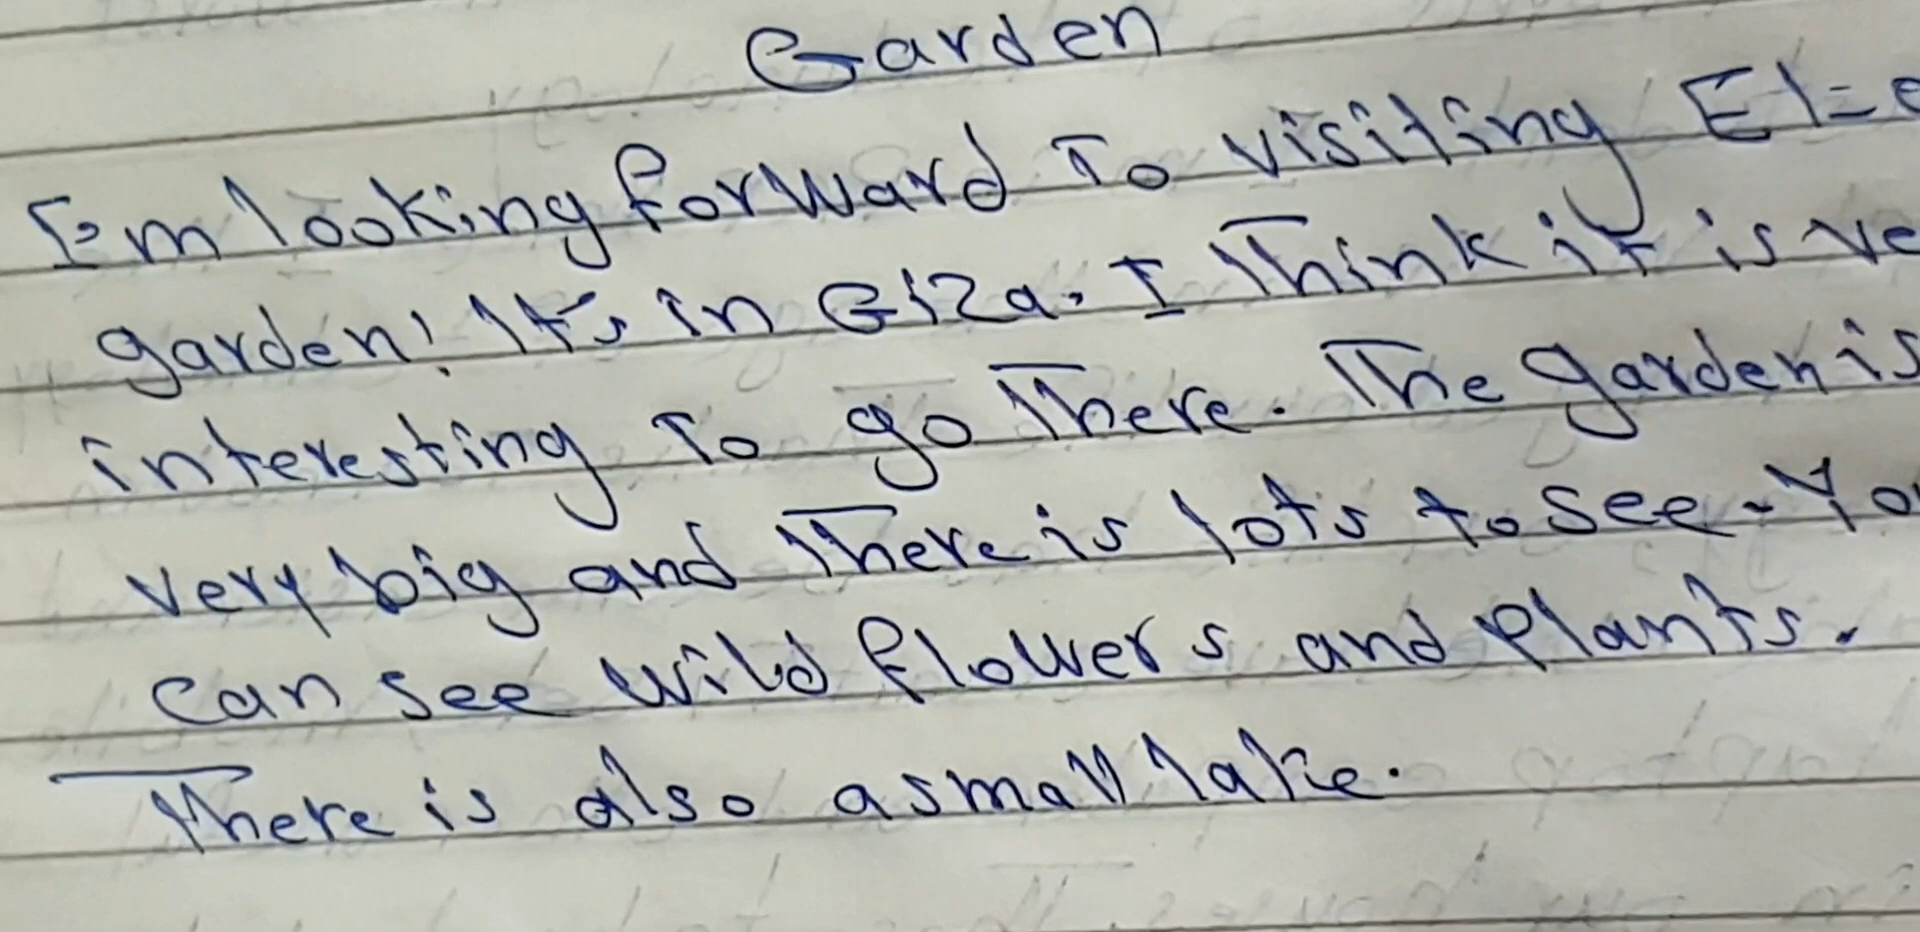 Garden
I'm looking forward To visiting
garden! It's in Giza. I Think it is
interesting To go There. The garden is
very big and There is lots to see.
can see wild flowers and Plants.
There is also a small lake.